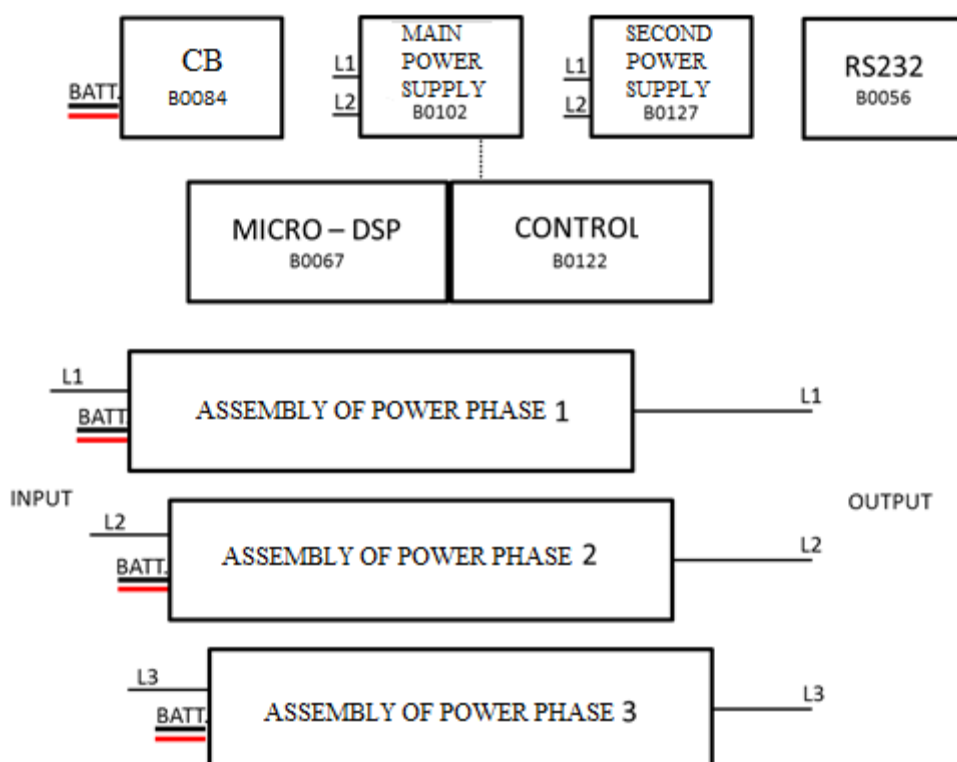 CB
B0084
BATT.
MAIN
POWER
SUPPLY
B0102
L1
L2
SECOND
POWER
SUPPLY
B0127
L1
L2
RS232
B0056
MICRO – DSP
B0067
CONTROL
B0122
L1
BATT.
ASSEMBLY OF POWER PHASE 1
L1
INPUT
OUTPUT
L2
BATT.
ASSEMBLY OF POWER PHASE 2
L2
L3
BATT.
ASSEMBLY OF POWER PHASE 3
L3